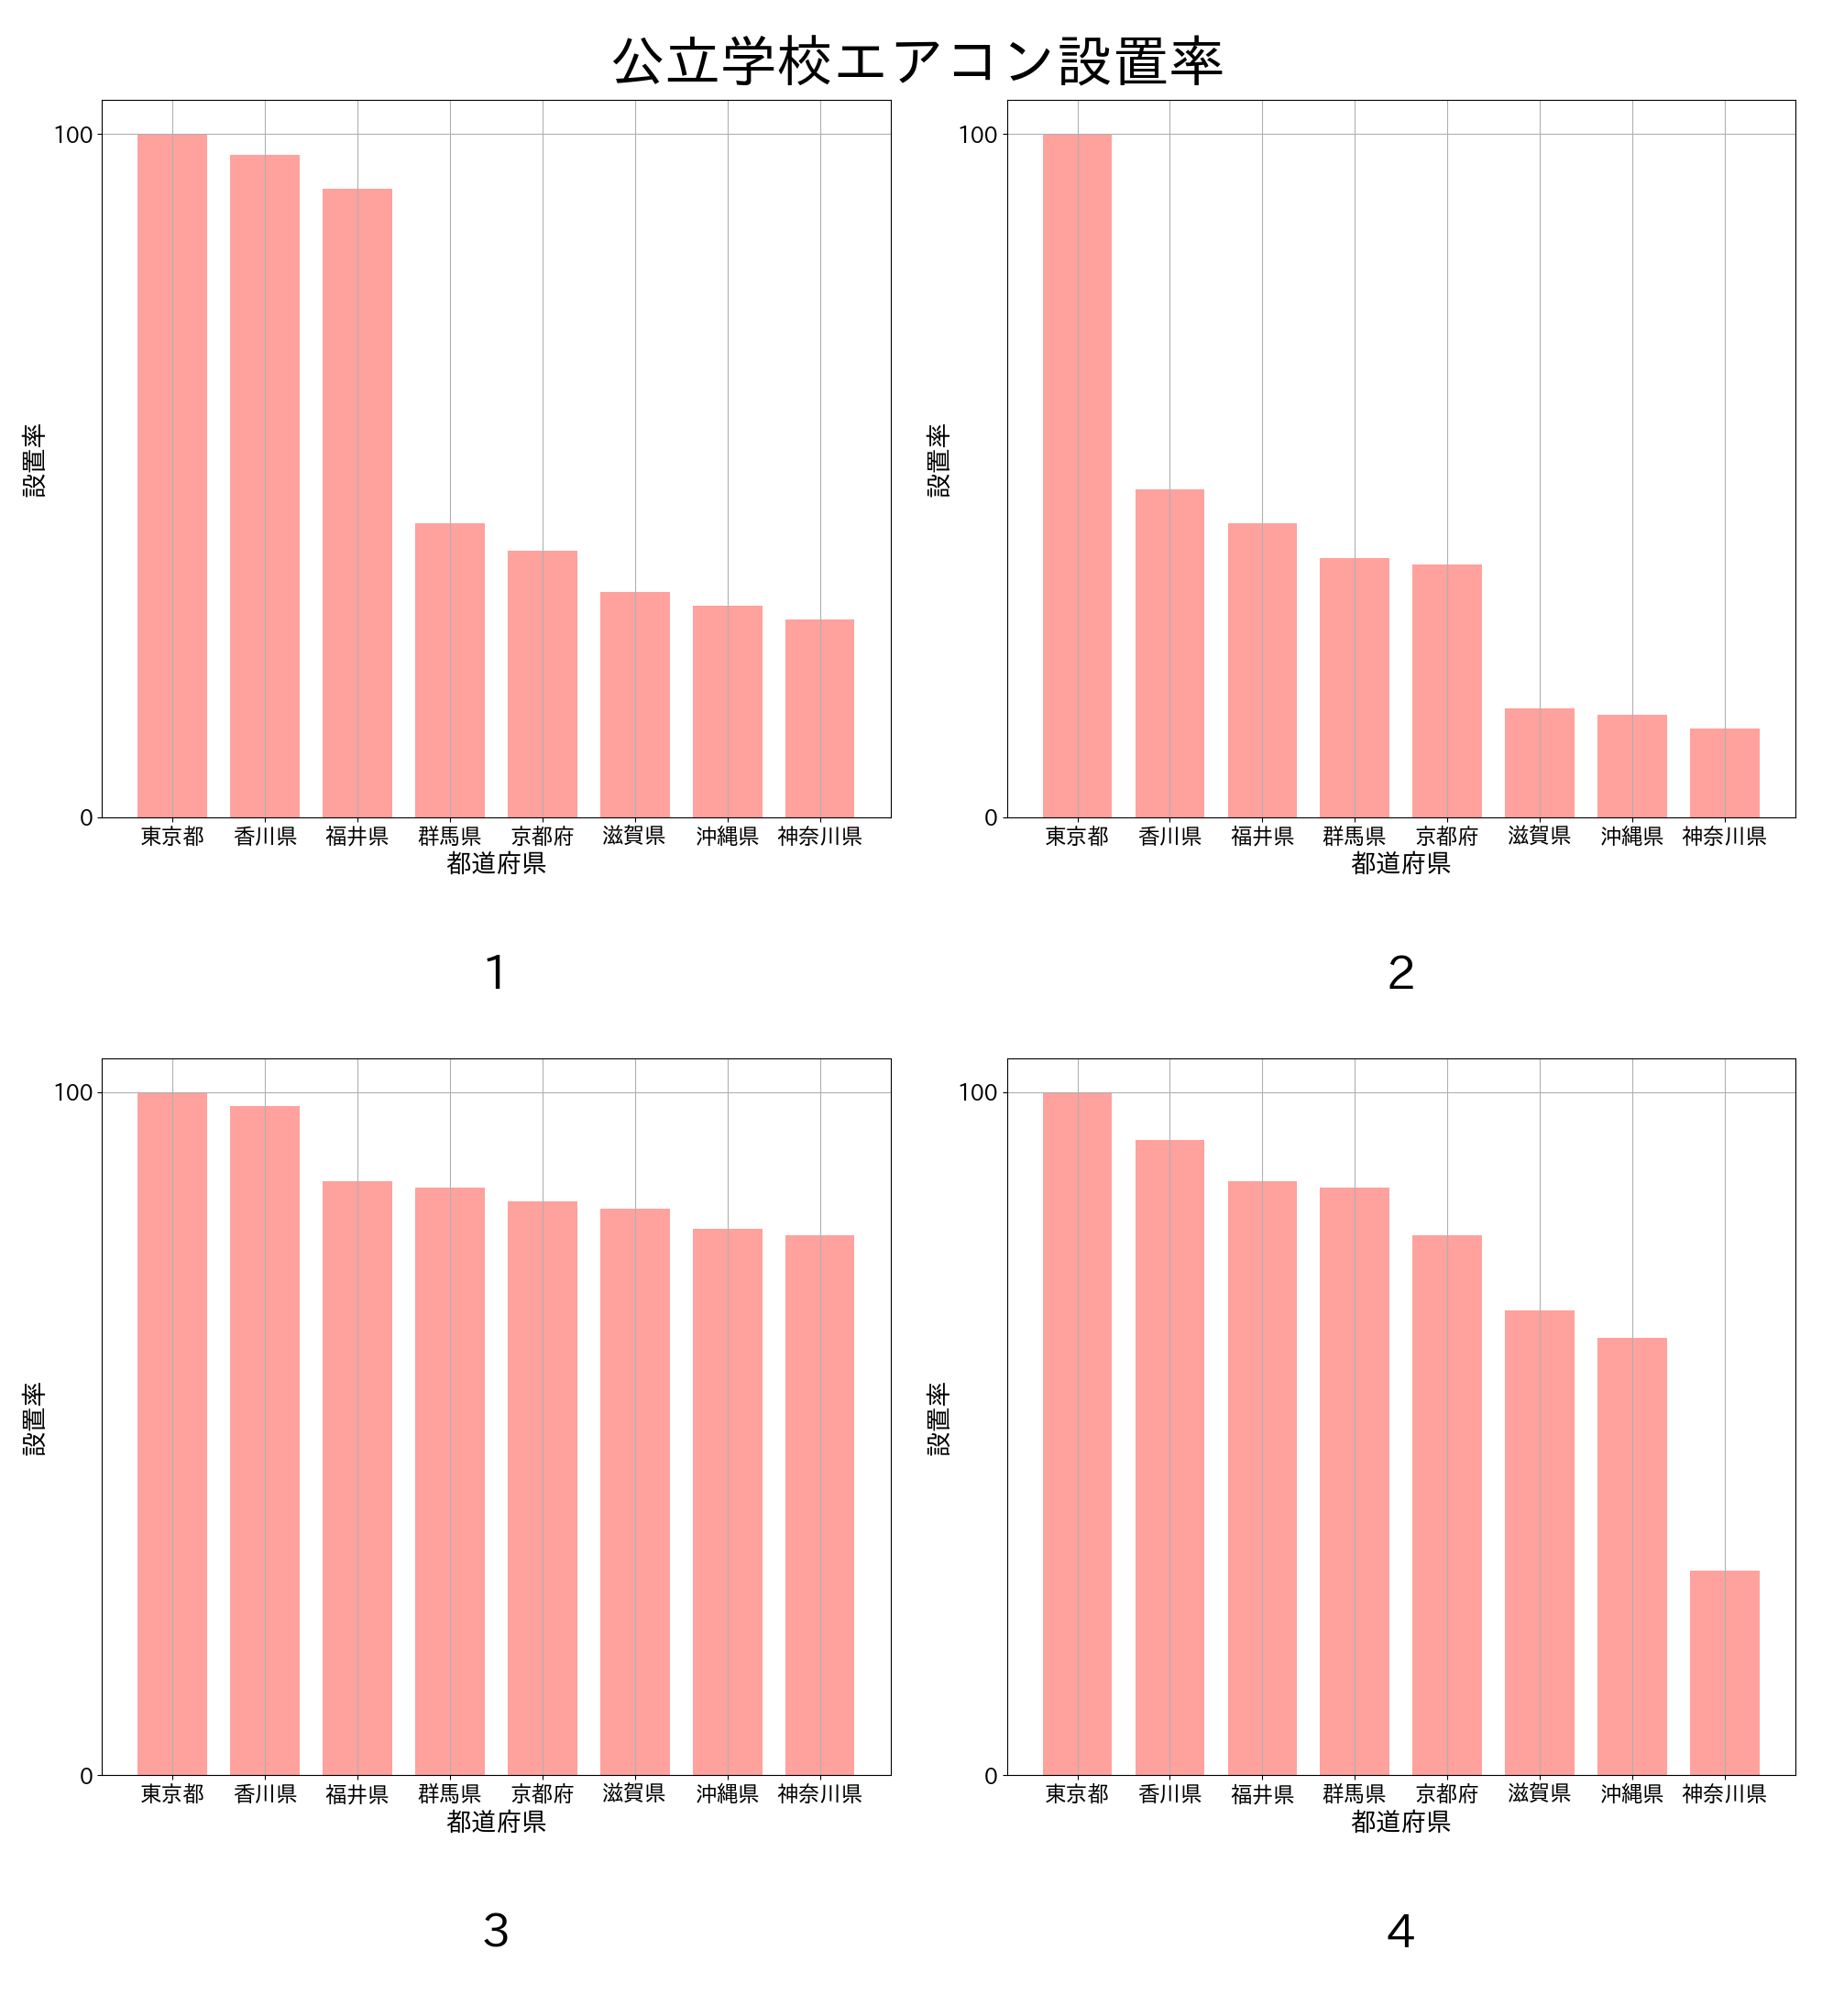 公立学校エアコン設置率
100
設置率
0
東京都 香川県 福井県 群馬県 京都府 滋賀県 沖縄県 神奈川県
都道府県
1
100
設置率
0
東京都 香川県 福井県 群馬県 京都府 滋賀県 沖縄県 神奈川県
都道府県
2
100
設置率
0
東京都 香川県 福井県 群馬県 京都府 滋賀県 沖縄県 神奈川県
都道府県
3
100
設置率
0
東京都 香川県 福井県 群馬県 京都府 滋賀県 沖縄県 神奈川県
都道府県
4